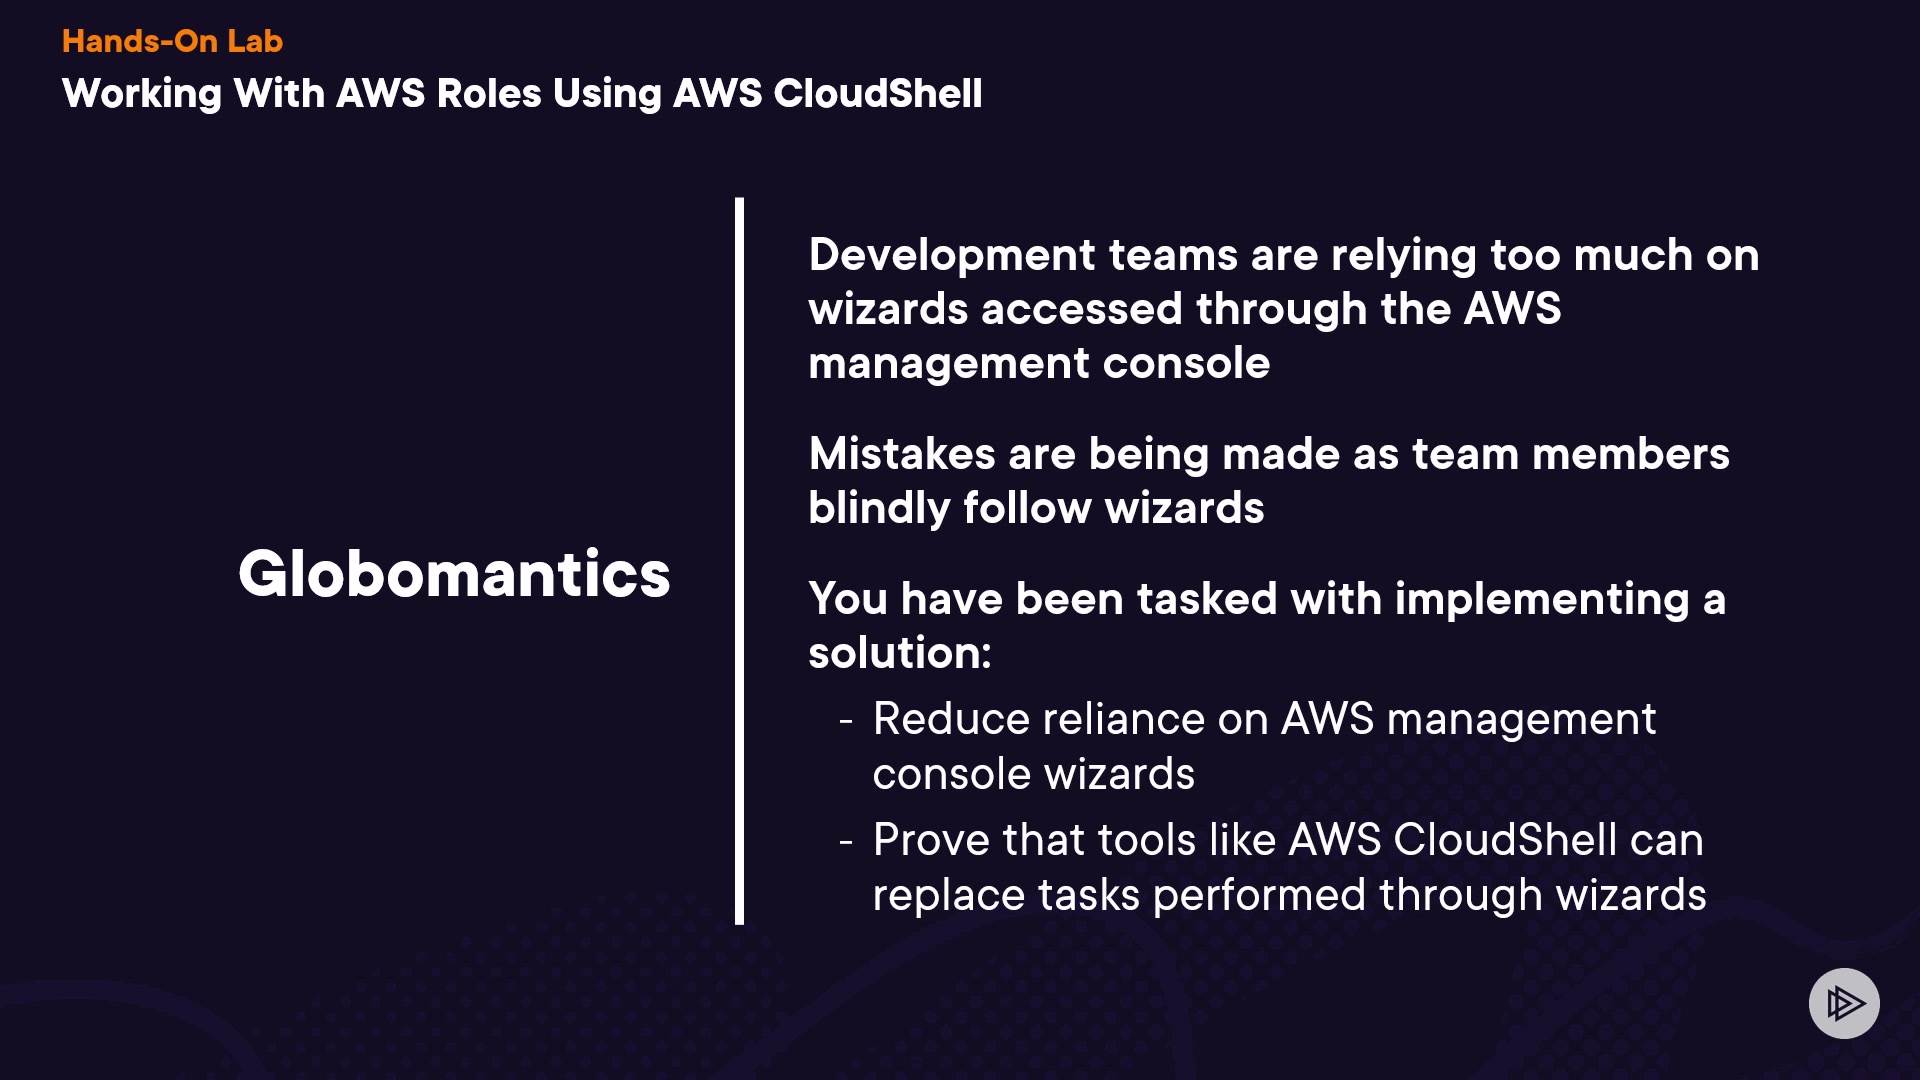 Hands-On Lab
Working With AWS Roles Using AWS CloudShell
Globomantics
Development teams are relying too much on
wizards accessed through the AWS
management console
Mistakes are being made as team members
blindly follow wizards
You have been tasked with implementing a
solution:
- Reduce reliance on AWS management
console wizards
- Prove that tools like AWS CloudShell can
replace tasks performed through wizards